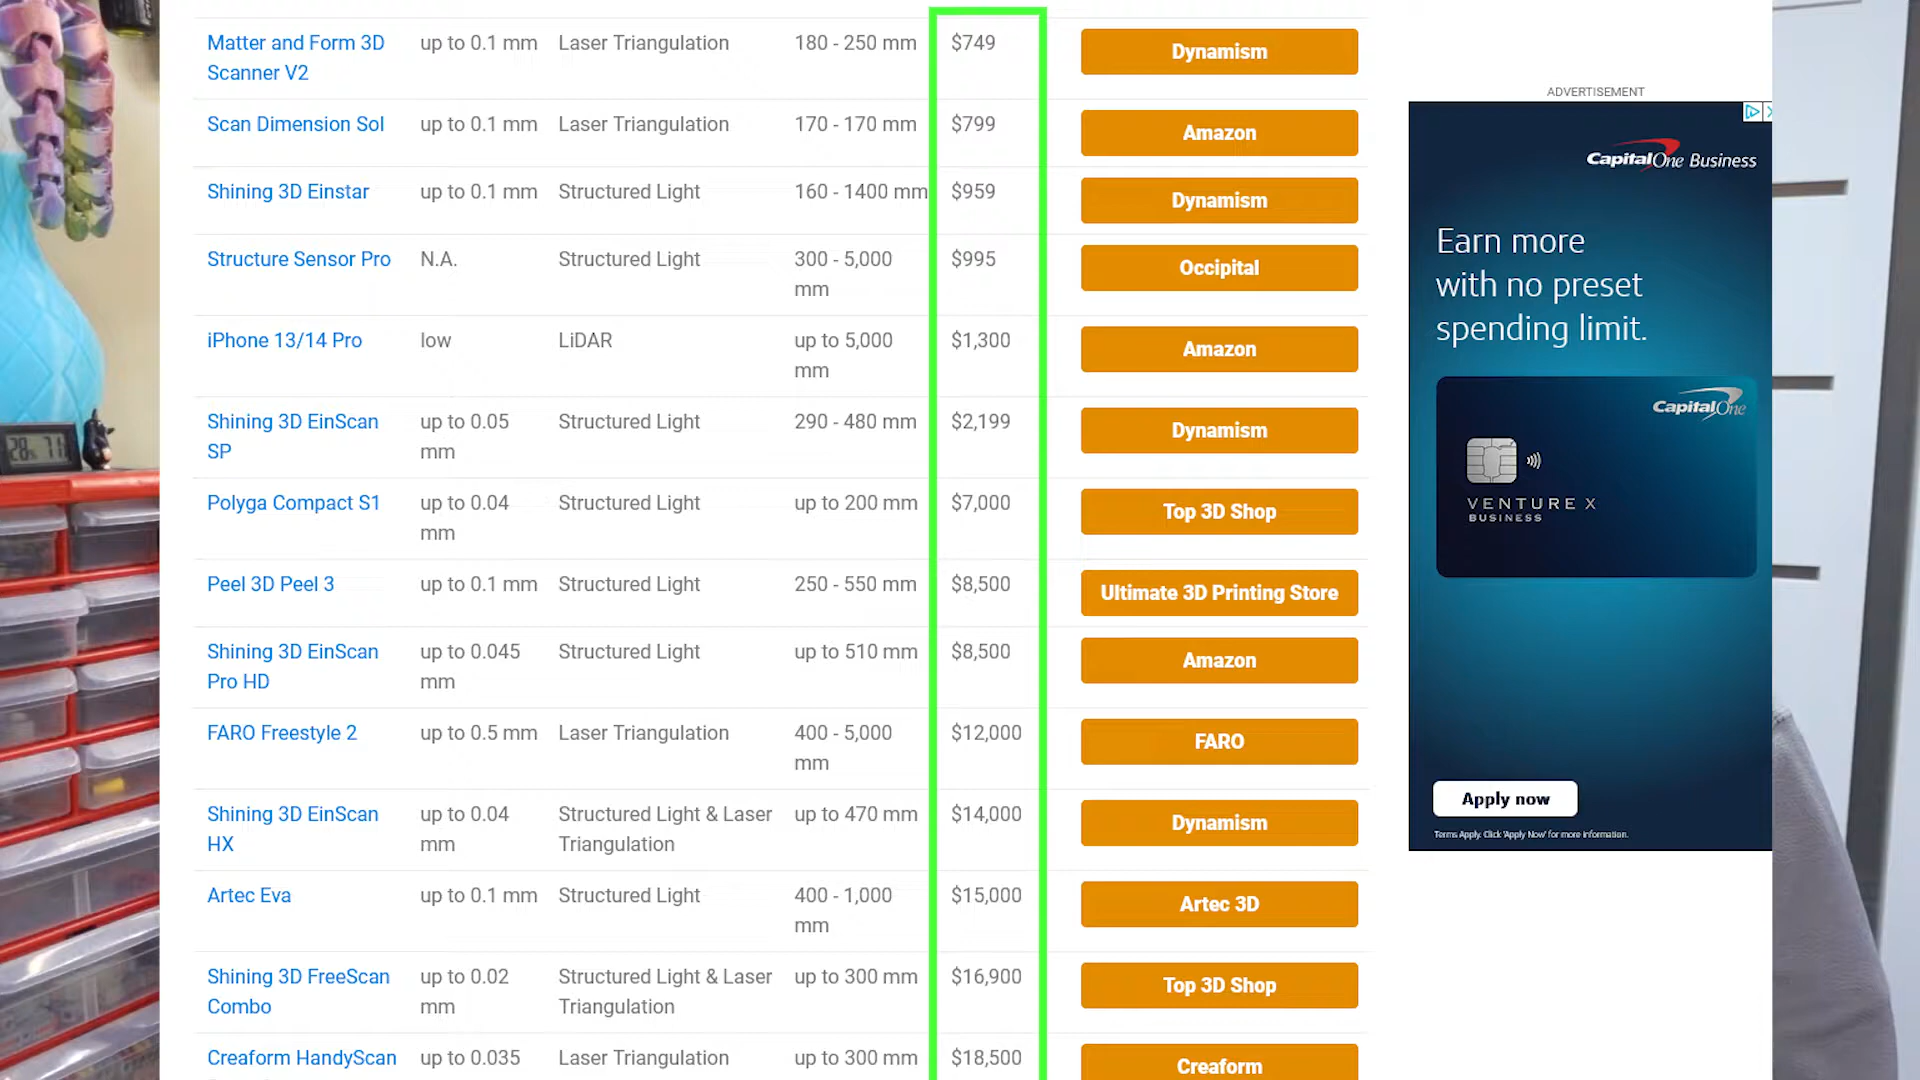 Matter and Form 3D
Scanner V2
up to 0.1 mm
Laser Triangulation
180 - 250 mm
$749
Dynamism
Scan Dimension Sol
up to 0.1 mm
Laser Triangulation
170 - 170 mm
$799
Amazon
Shining 3D Einstar
up to 0.1 mm
Structured Light
160 - 1400 mm
$959
Dynamism
Structure Sensor Pro
N.A.
Structured Light
300 - 5,000
mm
$995
Occipital
iPhone 13/14 Pro
low
LiDAR
up to 5,000
mm
$1,300
Amazon
Shining 3D EinScan
SP
up to 0.05
mm
Structured Light
290 - 480 mm
$2,199
Dynamism
Polyga Compact S1
up to 0.04
mm
Structured Light
up to 200 mm
$7,000
Top 3D Shop
Peel 3D Peel 3
up to 0.1 mm
Structured Light
250 - 550 mm
$8,500
Ultimate 3D Printing Store
Shining 3D EinScan
Pro HD
up to 0.045
mm
Structured Light
up to 510 mm
$8,500
Amazon
FARO Freestyle 2
up to 0.5 mm
Laser Triangulation
400 - 5,000
mm
$12,000
FARO
Shining 3D EinScan
HX
up to 0.04
mm
Structured Light & Laser
Triangulation
up to 470 mm
$14,000
Dynamism
Artec Eva
up to 0.1 mm
Structured Light
400 - 1,000
mm
$15,000
Artec 3D
Shining 3D FreeScan
Combo
up to 0.02
mm
Structured Light & Laser
Triangulation
up to 300 mm
$16,900
Top 3D Shop
Creaform HandyScan
up to 0.035
Laser Triangulation
up to 300 mm
$18,500
Creaform
ADVERTISEMENT
CapitalOne Business
Earn more
with no preset
spending limit.
CapitalOne
VENTURE X
BUSINESS
Apply now
Terms Apply. Click 'Apply Now' for more information.
28% 71